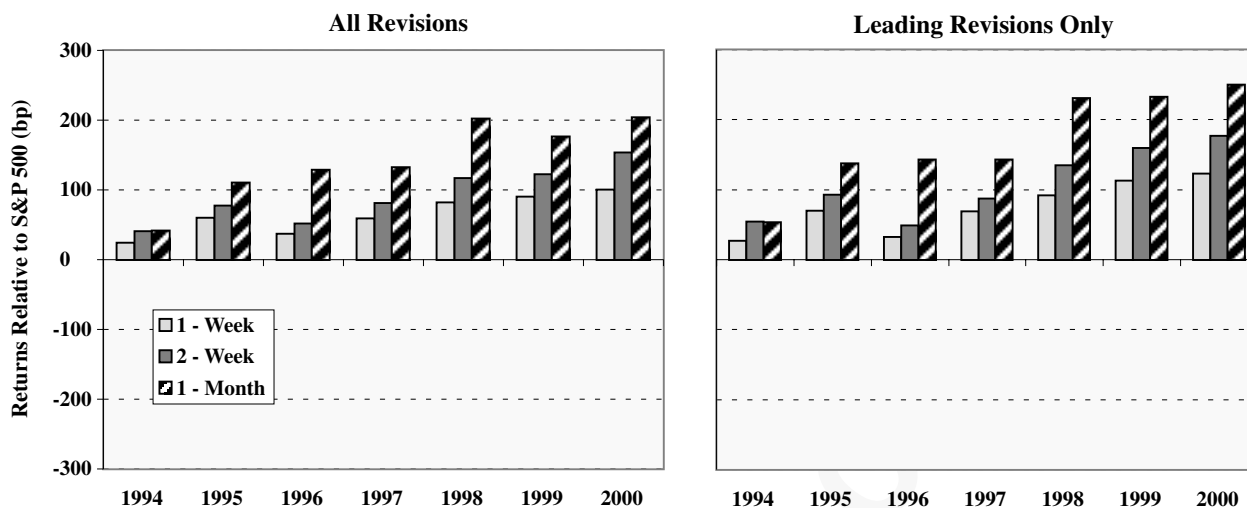 All Revisions
Leading Revisions Only
Returns Relative to S&P 500 (bp)
300
200
100
0
-100
-200
-300
1 - Week
2 - Week
1 - Month
1994 1995 1996 1997 1998 1999 2000
1994 1995 1996 1997 1998 1999 2000